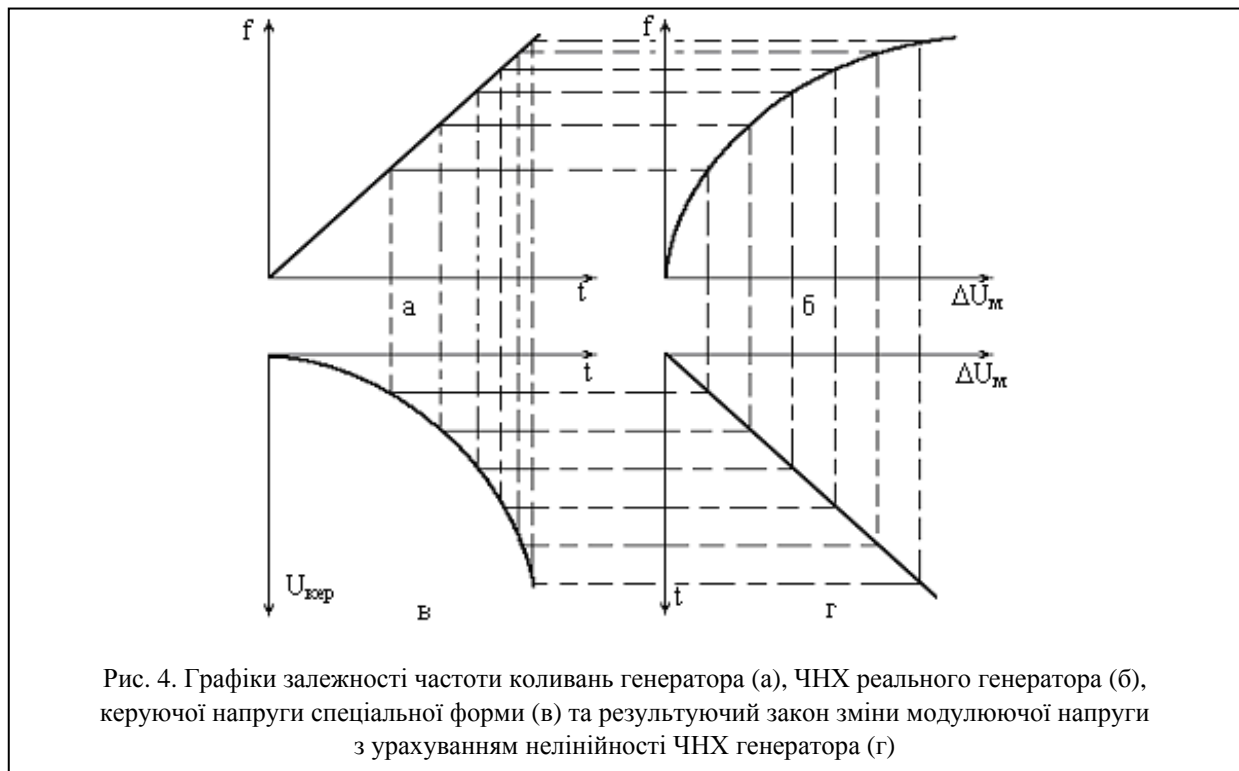 f
f
t
ΔUм
а
б
t
ΔUм
Uкер
в
t
г
Рис. 4. Графіки залежності частоти коливань генератора (а), ЧНХ реального генератора (б),
керуючої напруги спеціальної форми (в) та результуючий закон зміни модулюючої напруги
з урахуванням нелінійності ЧНХ генератора (г)